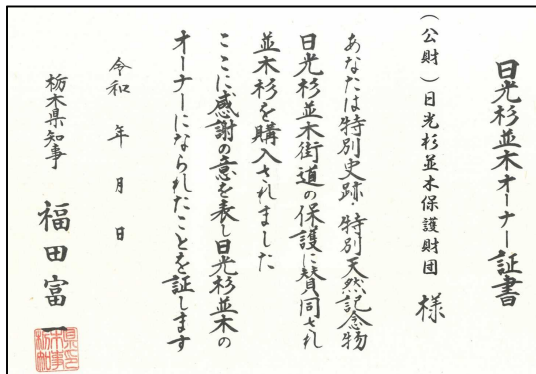 日光杉並木オーナー証書
（公財）日光杉並木保護財団 様
あなたは特別史跡・特別天然記念物
日光杉並木街道の保護に賛同され
並木杉を購入されました
ここに感謝の意を表し日光杉並木の
オーナーになられたことを証します
令和 年 月 日
栃木県知事 福田富一